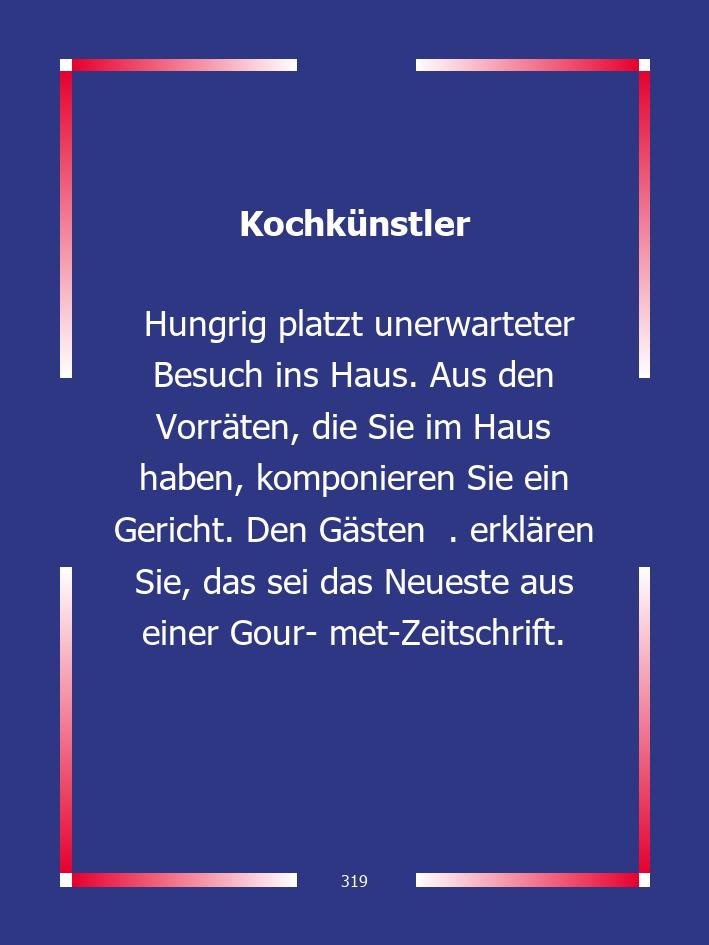 Kochkünstler
Hungrig platzt unerwarteter
Besuch ins Haus. Aus den
Vorräten, die Sie im Haus
haben, komponieren Sie ein
Gericht. Den Gästen  . erklären
Sie, das sei das Neueste aus
einer Gour- met-Zeitschrift.
319